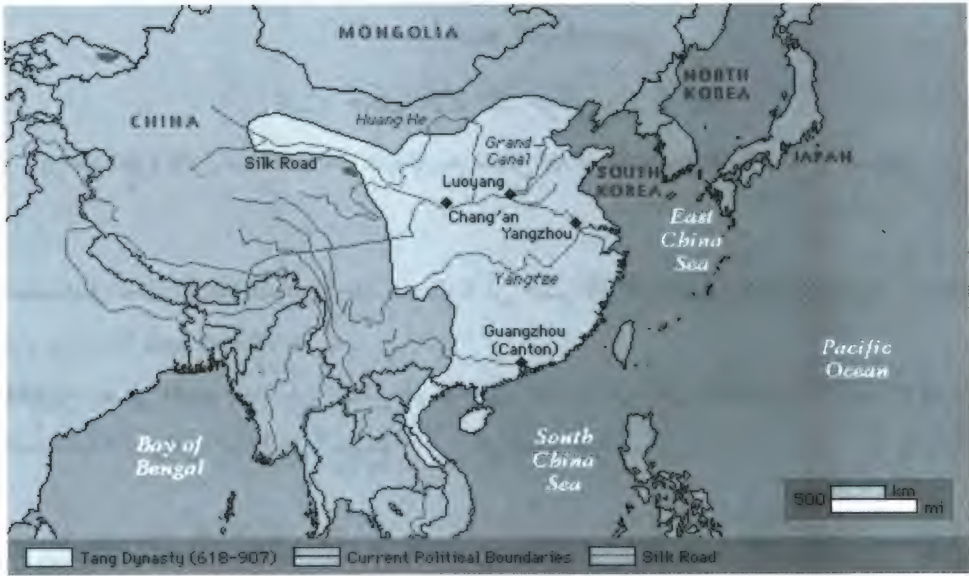 MONGOLIA
NORTH
KOREA
CHINA
Huang He
Grand
Canal
JAPAN
Silk Road
SOUTH
KOREA
Luoyang
Chang'an
Yangzhou
East
China
Sea
Yangtze
Guangzhou
(Canton)
Pacific
Ocean
Bay of
Bengal
South
China
Sea
500 km
mi
Tang Dynasty (618-907) Current Political Boundaries Silk Road